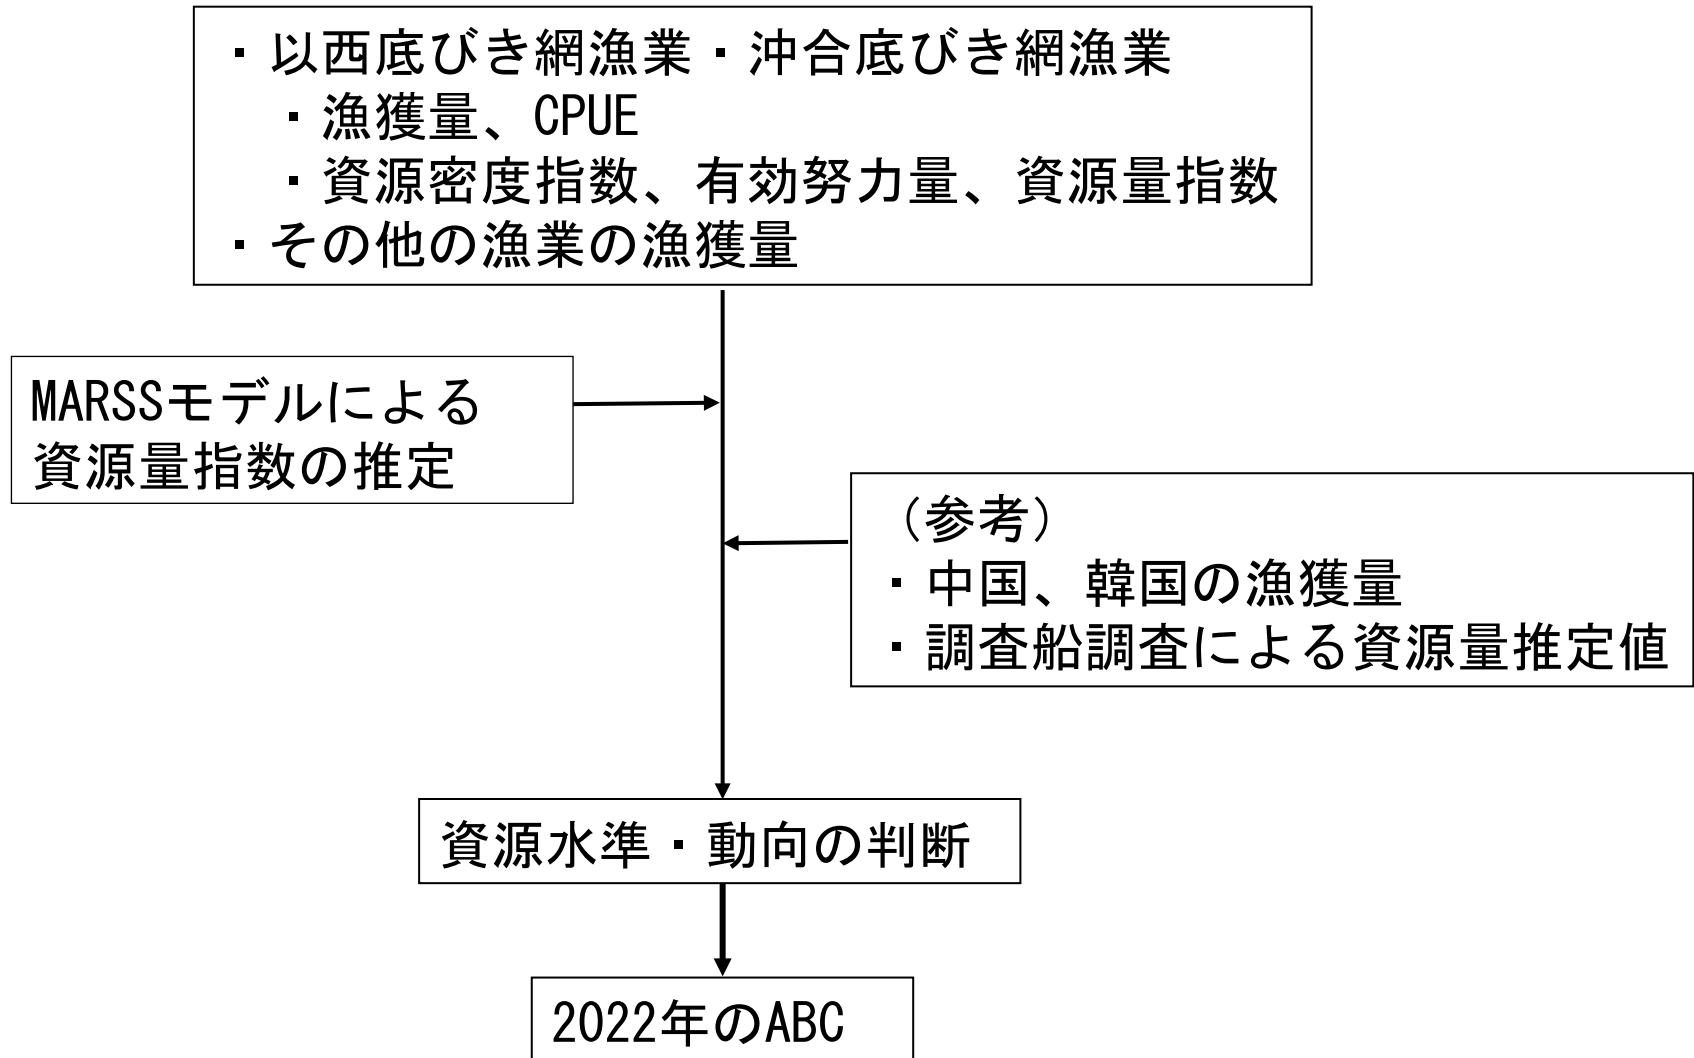 ・以西底びき網漁業・沖合底びき網漁業
・漁獲量、CPUE
・資源密度指数、有効努力量、資源量指数
・その他の漁業の漁獲量
MARSSモデルによる
資源量指数の推定
（参考）
・中国、韓国の漁獲量
・調査船調査による資源量推定値
資源水準・動向の判断
2022年のABC